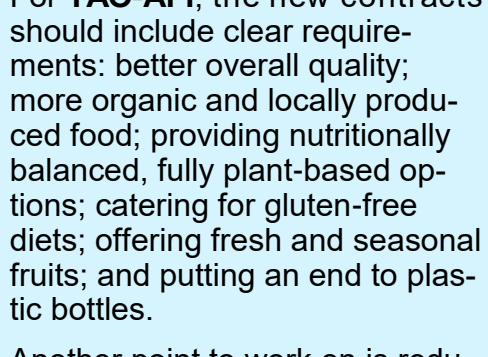 For TAO-AFI, the new contracts
should include clear require-
ments: better overall quality;
more organic and locally produ-
ced food; providing nutritionally
balanced, fully plant-based op-
tions; catering for gluten-free
diets; offering fresh and seasonal
fruits; and putting an end to plas-
tic bottles.
Another point to work on is redu-